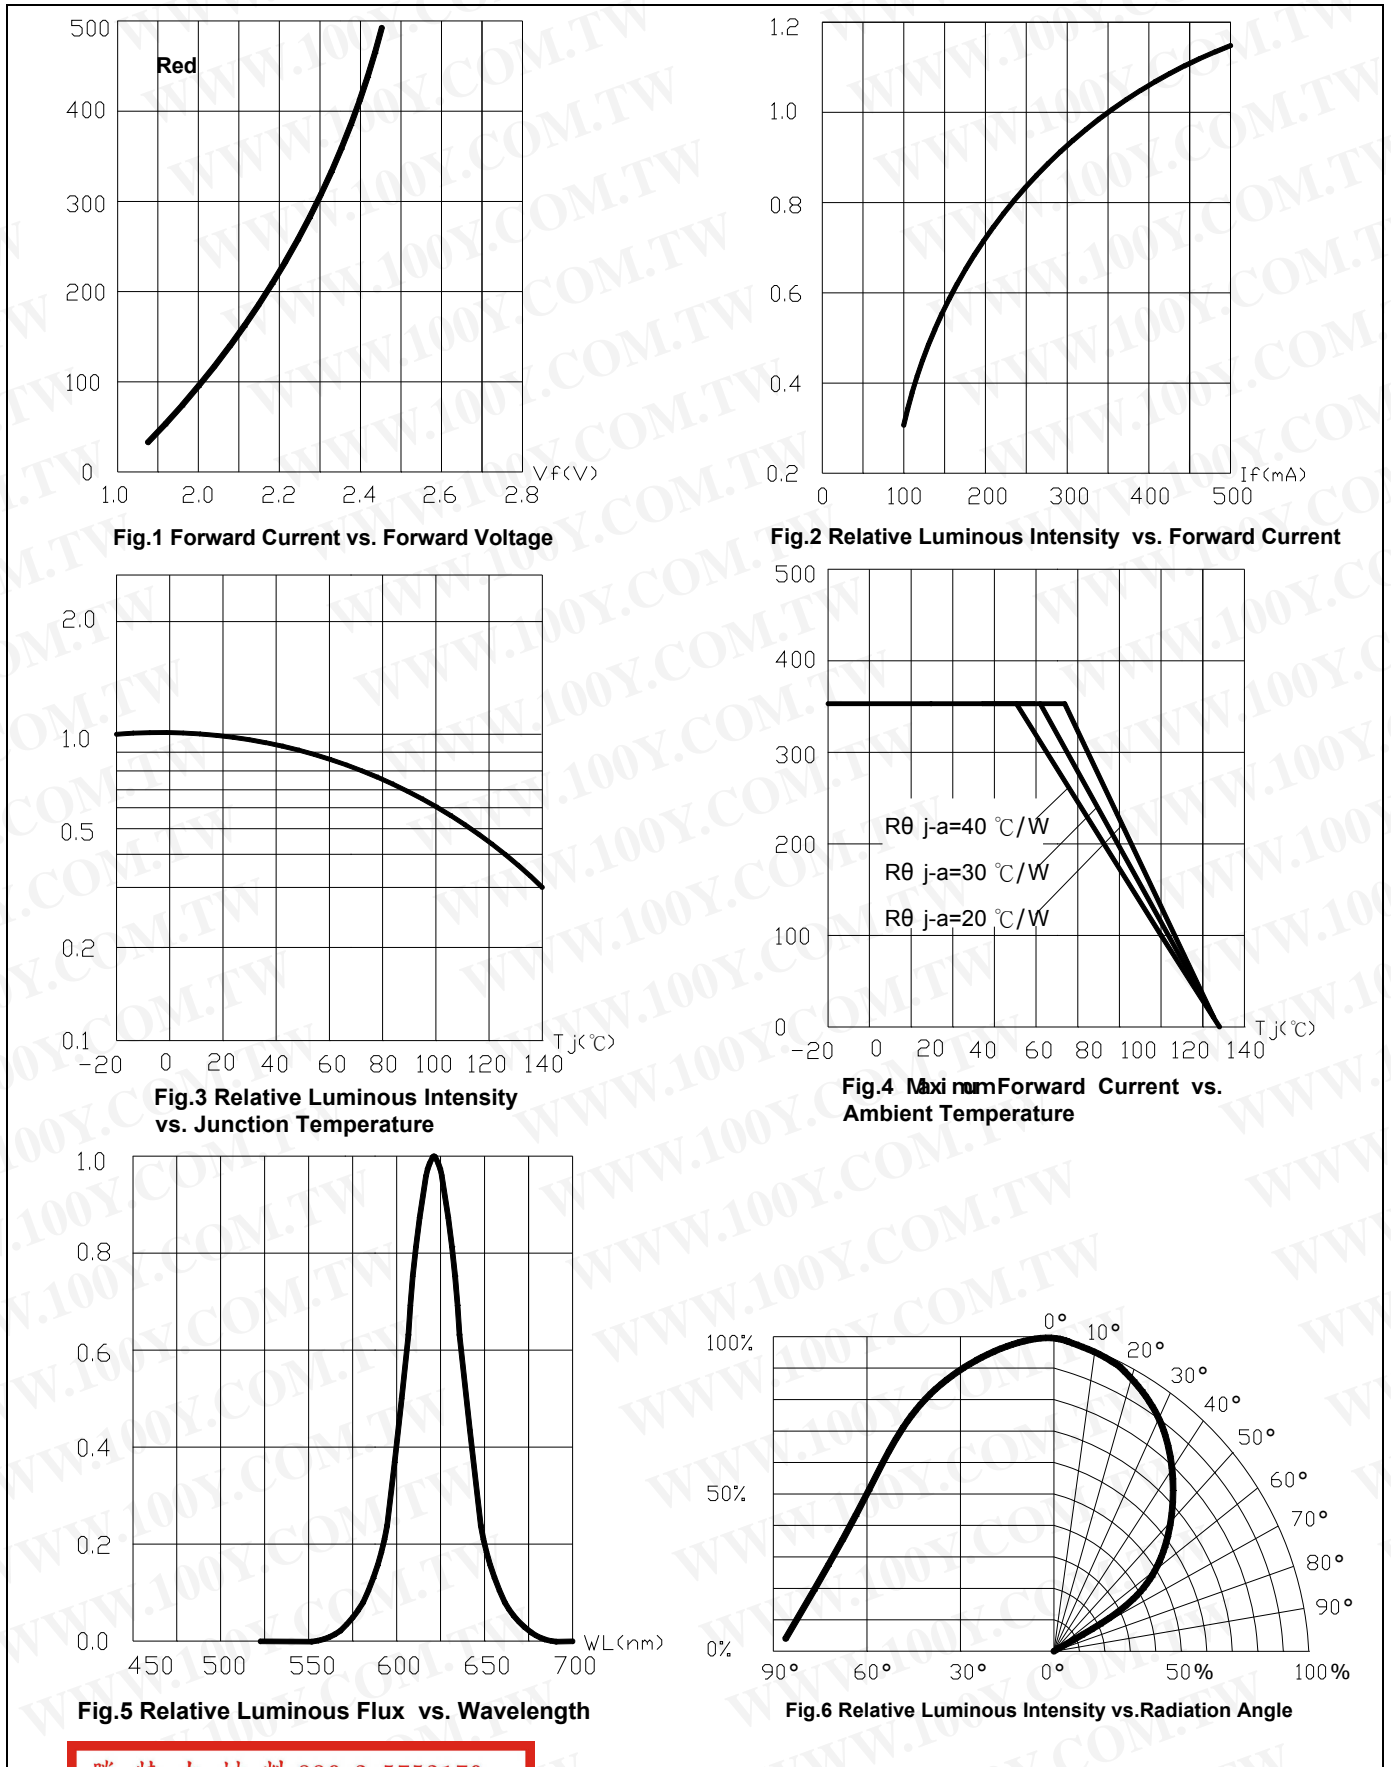 500
Red
400
300
200
100
0
1.0 2.0 2.2 2.4 2.6 2.8
Vf(V)
Fig.1 Forward Current vs. Forward Voltage
1.2
1.0
0.8
0.6
0.4
0.2
0 100 200 300 400 500
If(mA)
Fig.2 Relative Luminous Intensity vs. Forward Current
2.0
1.0
0.5
0.2
0.1
-20 0 20 40 60 80 100 120 140
Tj(℃)
Fig.3 Relative Luminous Intensity
vs. Junction Temperature
500
400
300
200
100
0
Rθ j-a=40 ℃/W
Rθ j-a=30 ℃/W
Rθ j-a=20 ℃/W
-20 0 20 40 60 80 100 120 140
Tj(℃)
Fig.4 Maximum Forward Current vs.
Ambient Temperature
1.0
0.8
0.6
0.4
0.2
0.0
450 500 550 600 650 700
WL(nm)
Fig.5 Relative Luminous Flux vs. Wavelength
100%
50%
0%
90° 60° 30° 0° 50% 100%
0°
10°
20°
30°
40°
50°
60°
70°
80°
90°
Fig.6 Relative Luminous Intensity vs.Radiation Angle
WWW.100Y.COM.TW